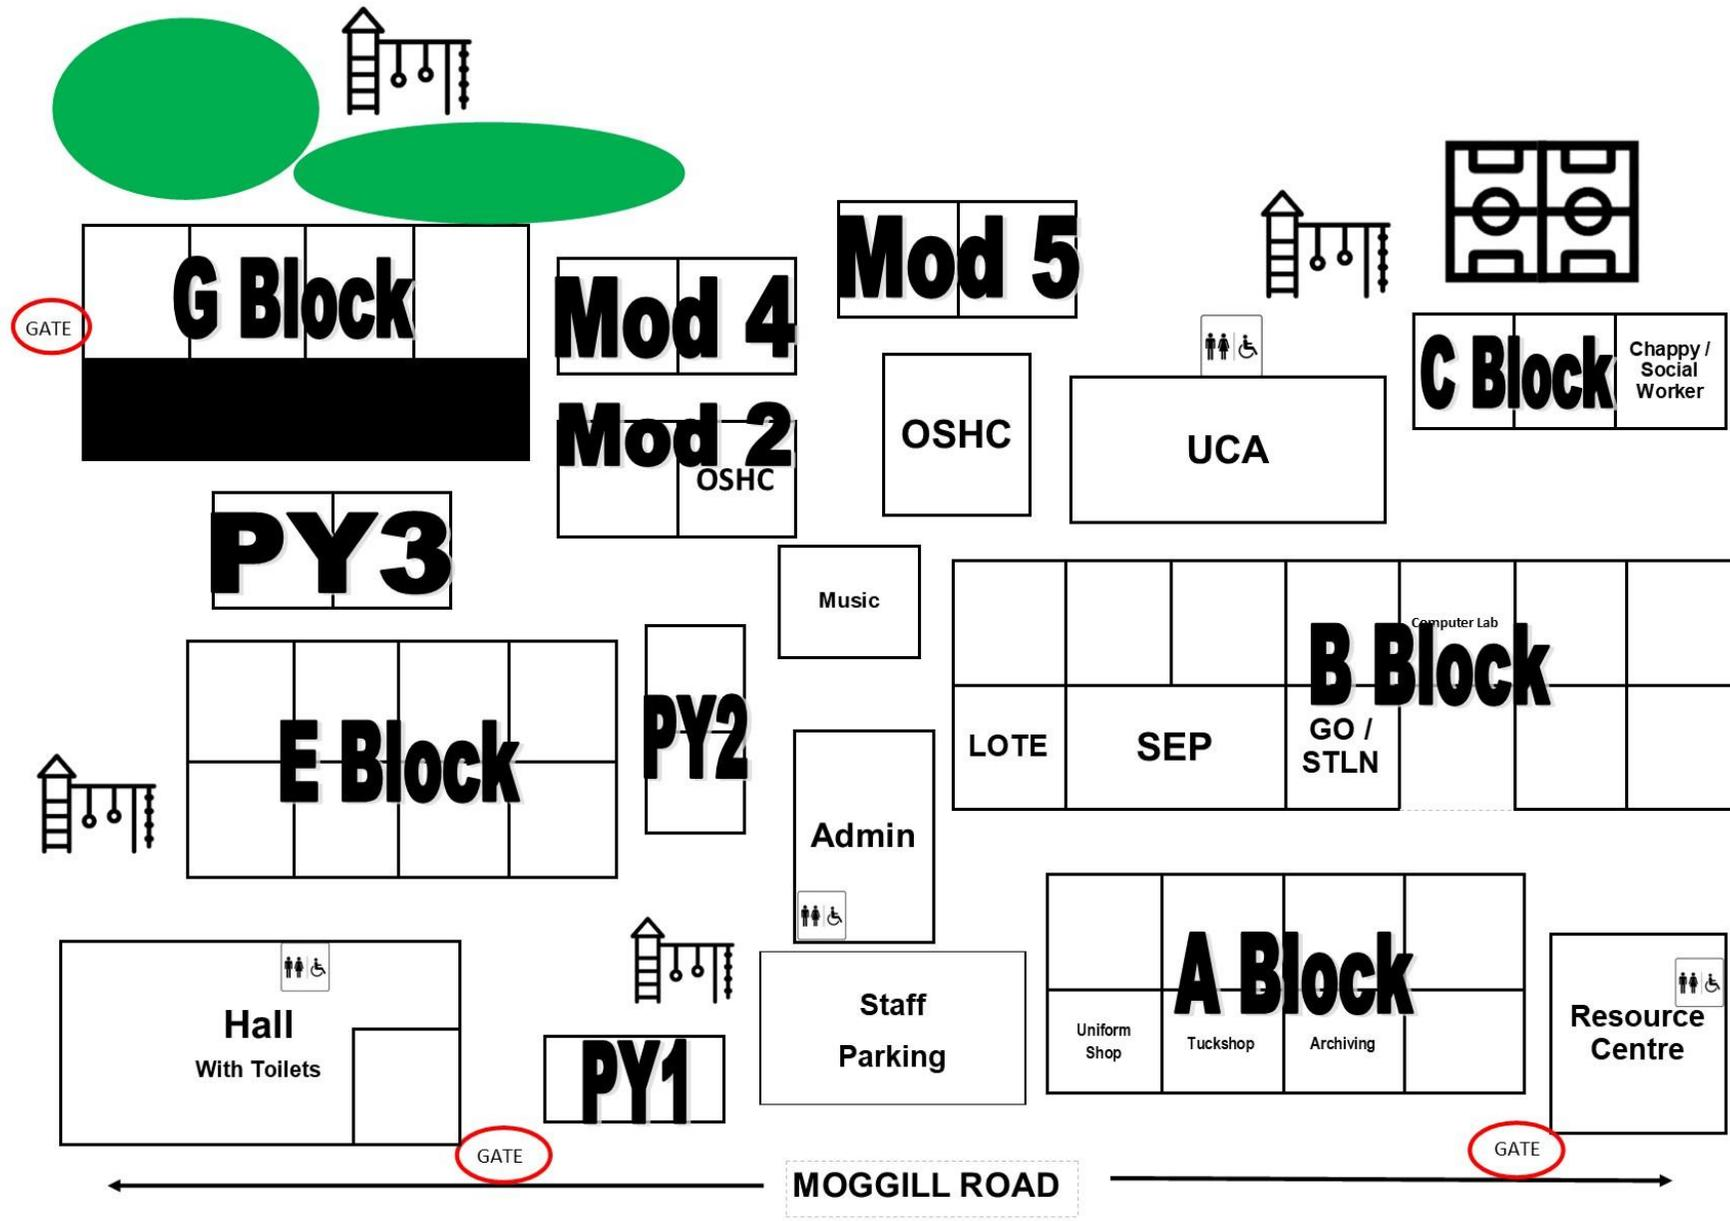 Mod 5
G Block
Mod 4
GATE
C Block
Chappy /
Social
Worker
Mod 2
OSHC
OSHC
UCA
PY3
Music
Computer Lab
B Block
PY2
E Block
LOTE
SEP
GO /
STLN
Admin
A Block
Hall
With Toilets
Staff
Parking
Uniform
Shop
Tuckshop
Archiving
Resource
Centre
PY1
GATE
GATE
MOGGILL ROAD